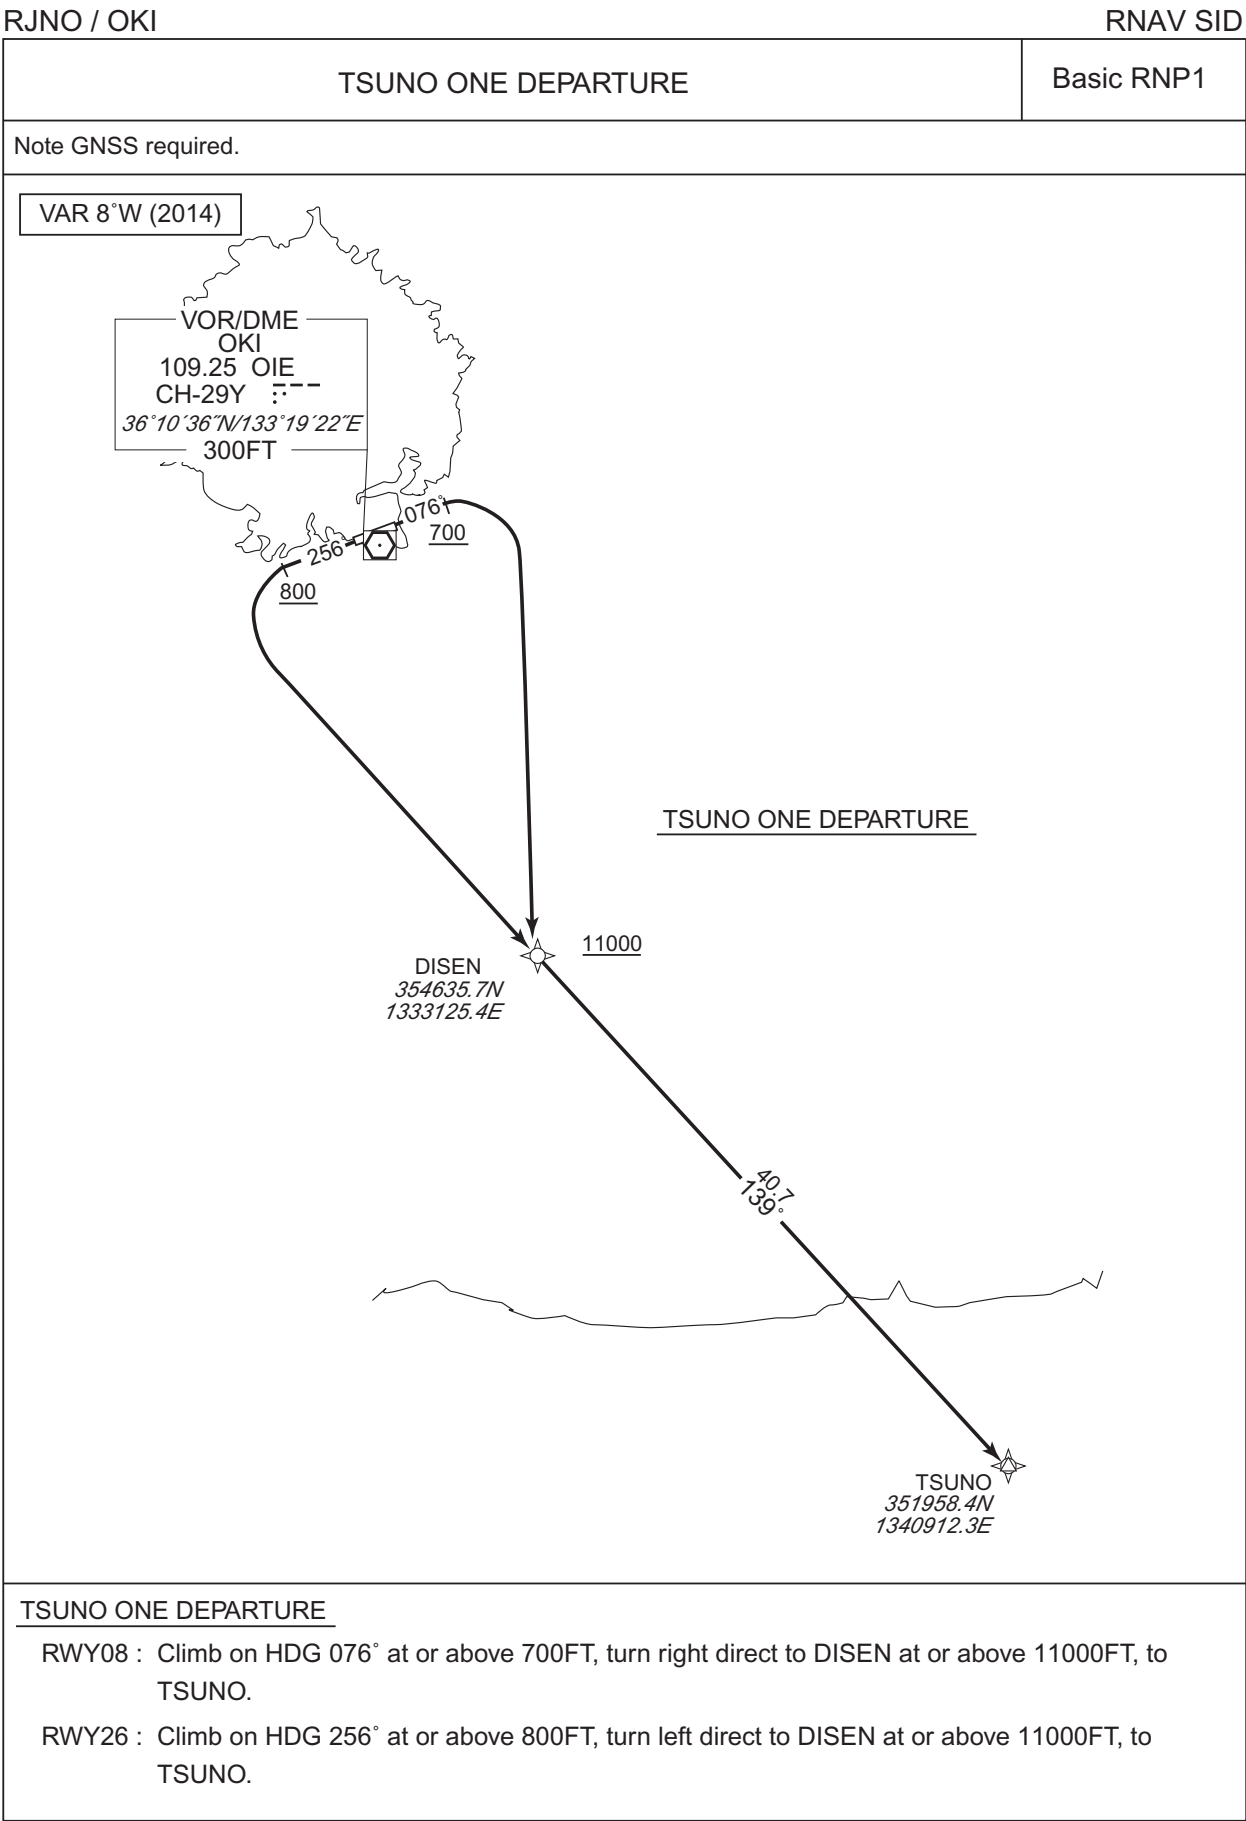 RJNO / OKI
RNAV SID
TSUNO ONE DEPARTURE
Basic RNP1
Note GNSS required.
VAR 8˚W (2014)
VOR/DME
OKI
109.25 OIE
CH-29Y
36˚10´36˝N/133˚19´22˝E
300FT
076˚
700
256˚
800
TSUNO ONE DEPARTURE
11000
DISEN
354635.7N
1333125.4E
40.7
139˚
TSUNO
351958.4N
1340912.3E
TSUNO ONE DEPARTURE
RWY08 : Climb on HDG 076˚ at or above 700FT, turn right direct to DISEN at or above 11000FT, to
TSUNO.
RWY26 : Climb on HDG 256˚ at or above 800FT, turn left direct to DISEN at or above 11000FT, to
TSUNO.